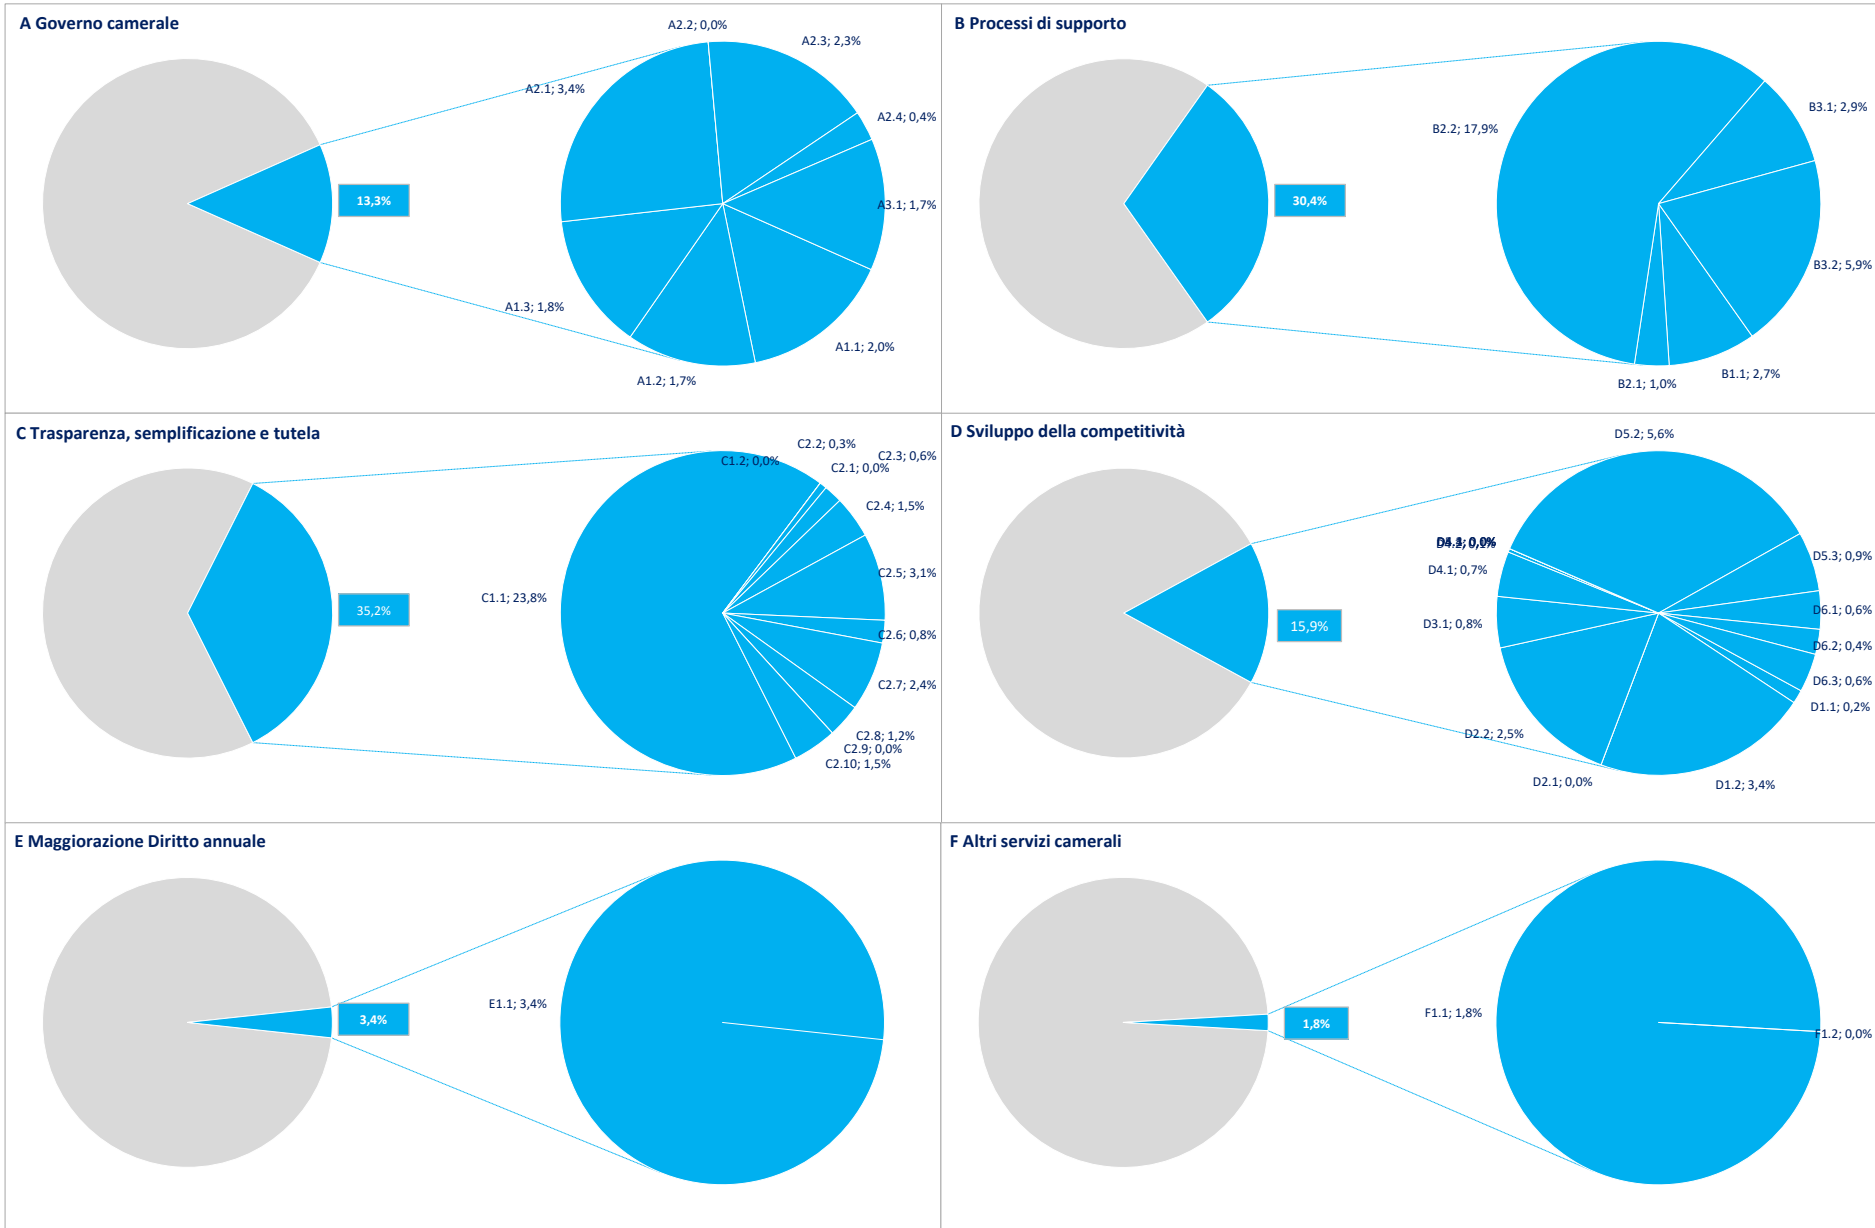 A Governo camerale
A2.2; 0,0%
A2.3; 2,3%
A2.1; 3,4%
A2.4; 0,4%
13,3%
A3.1; 1,7%
A1.3; 1,8%
A1.1; 2,0%
A1.2; 1,7%
B Processi di supporto
B3.1; 2,9%
B2.2; 17,9%
30,4%
B3.2; 5,9%
B1.1; 2,7%
B2.1; 1,0%
C Trasparenza, semplificazione e tutela
C2.2; 0,3%
C2.3; 0,6%
C1.2; 0,0%
C2.1; 0,0%
C2.4; 1,5%
C2.5; 3,1%
C1.1; 23,8%
35,2%
C2.6; 0,8%
C2.7; 2,4%
C2.8; 1,2%
C2.9; 0,0%
C2.10; 1,5%
D Sviluppo della competitività
D5.2; 5,6%
D5.3; 0,9%
D4.1; 0,7%
D6.1; 0,6%
D3.1; 0,8%
15,9%
D6.2; 0,4%
D6.3; 0,6%
D1.1; 0,2%
D2.2; 2,5%
D2.1; 0,0%
D1.2; 3,4%
E Maggiorazione Diritto annuale
E1.1; 3,4%
3,4%
F Altri servizi camerali
F1.1; 1,8%
1,8%
F1.2; 0,0%